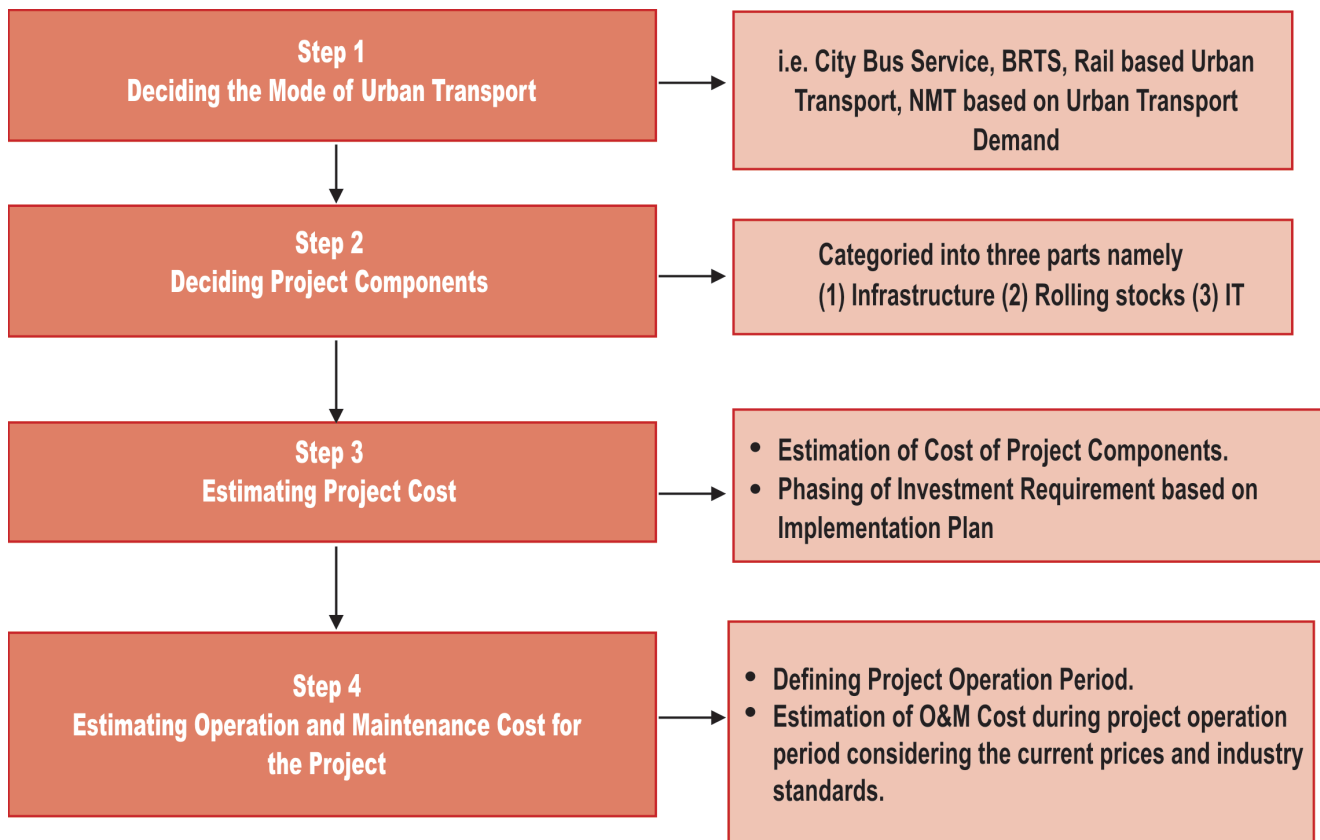 Step 1
Deciding the Mode of Urban Transport
i.e. City Bus Service, BRTS, Rail based Urban
Transport, NMT based on Urban Transport
Demand
Step 2
Deciding Project Components
Categoried into three parts namely
(1) Infrastructure (2) Rolling stocks (3) IT
Step 3
Estimating Project Cost
• Estimation of Cost of Project Components.
• Phasing of Investment Requirement based on
Implementation Plan
Step 4
Estimating Operation and Maintenance Cost for
the Project
• Defining Project Operation Period.
• Estimation of O&M Cost during project operation
period considering the current prices and industry
standards.